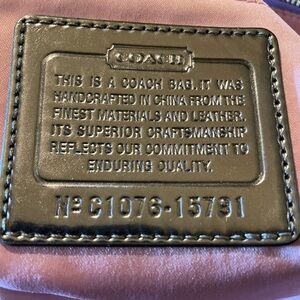 COACH
THIS IS A COACH BAG. IT WAS
HANDCRAFTED IN CHINA FROM THE
FINEST MATERIALS AND LEATHER.
ITS SUPERIOR CRAFTSMANSHIP
REFLECTS OUR COMMITMENT TO
ENDURING QUALITY.
Nº C1076-15791